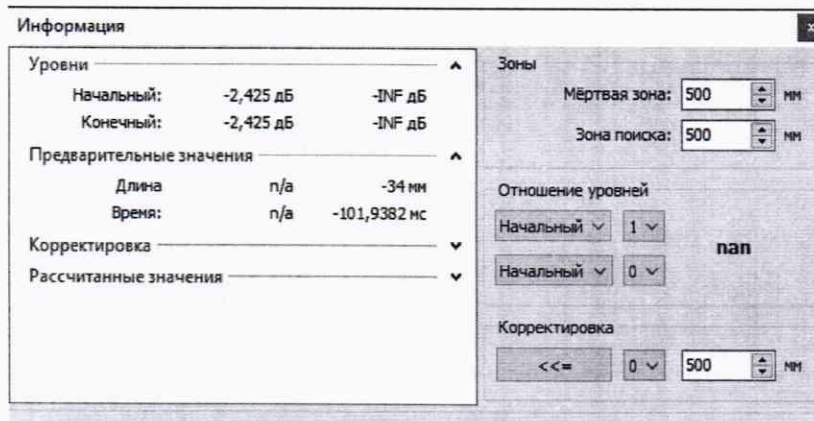 Информация
Уровни
Начальный: -2,425 дБ -INF дБ
Конечный: -2,425 дБ -INF дБ
Предварительные значения
Длина n/a -34 мм
Время: n/a -101,9382 мс
Корректировка
Рассчитанные значения
Зоны
Мёртвая зона: 500 мм
Зона поиска: 500 мм
Отношение уровней
Начальный 1
nan
Начальный 0
Корректировка
<<= 0 500 мм